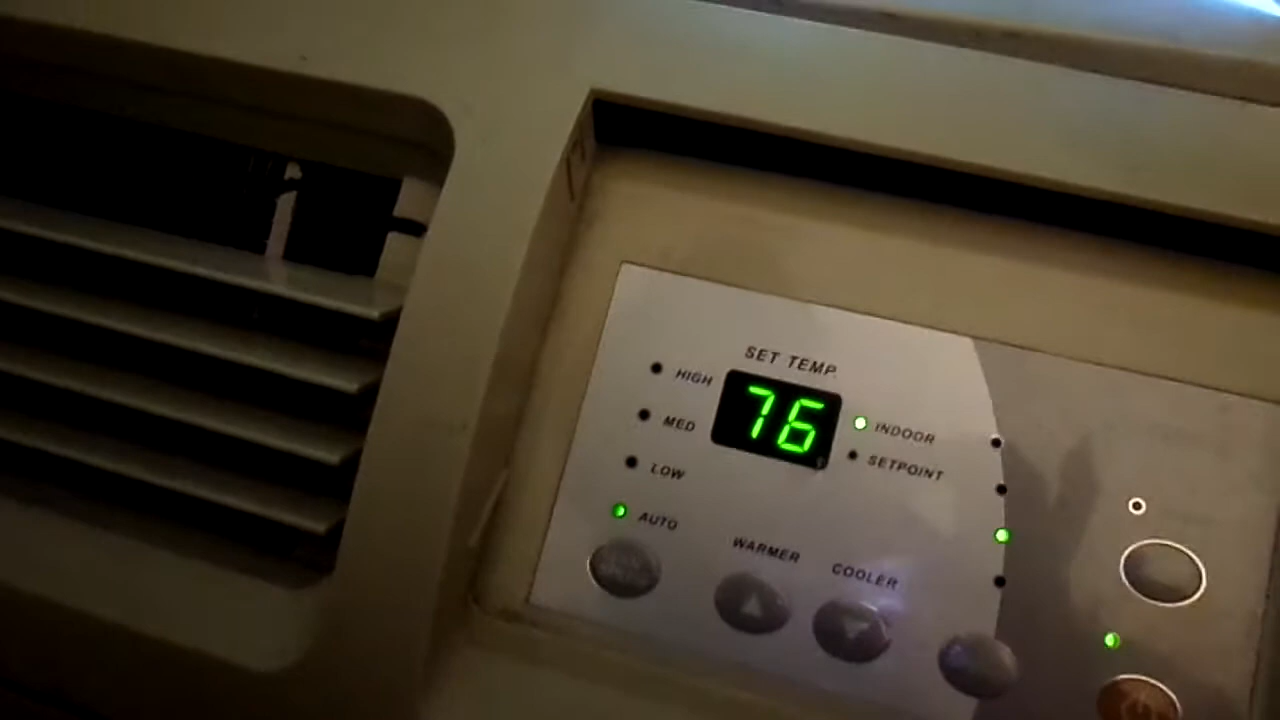 SET TEMP.
HIGH
76
INDOOR
MED
SETPOINT
LOW
AUTO
WARMER
COOLER